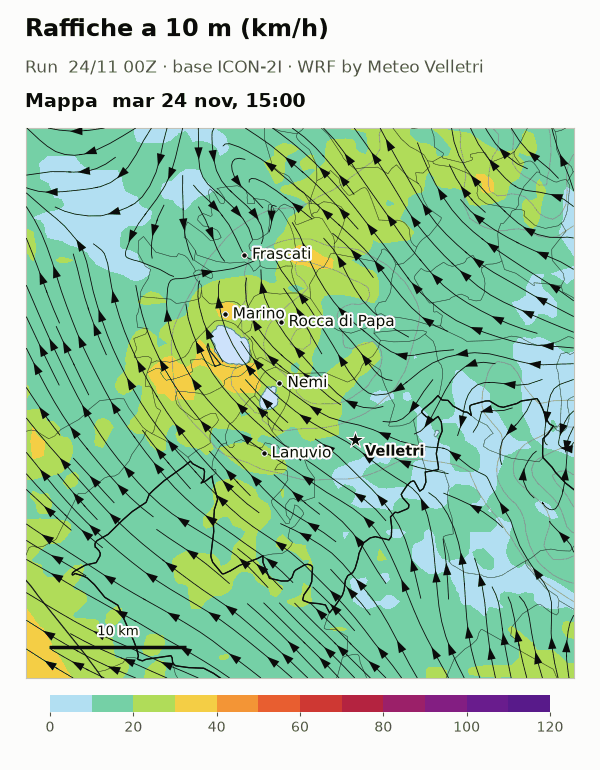 Raffiche a 10 m (km/h)
Run  24/11 00Z · base ICON-2I · WRF by Meteo Velletri
Mappa  mar 24 nov, 15:00
Frascati
Marino
Rocca di Papa
Nemi
Velletri
Lanuvio
10 km
0 20 40 60 80 100 120